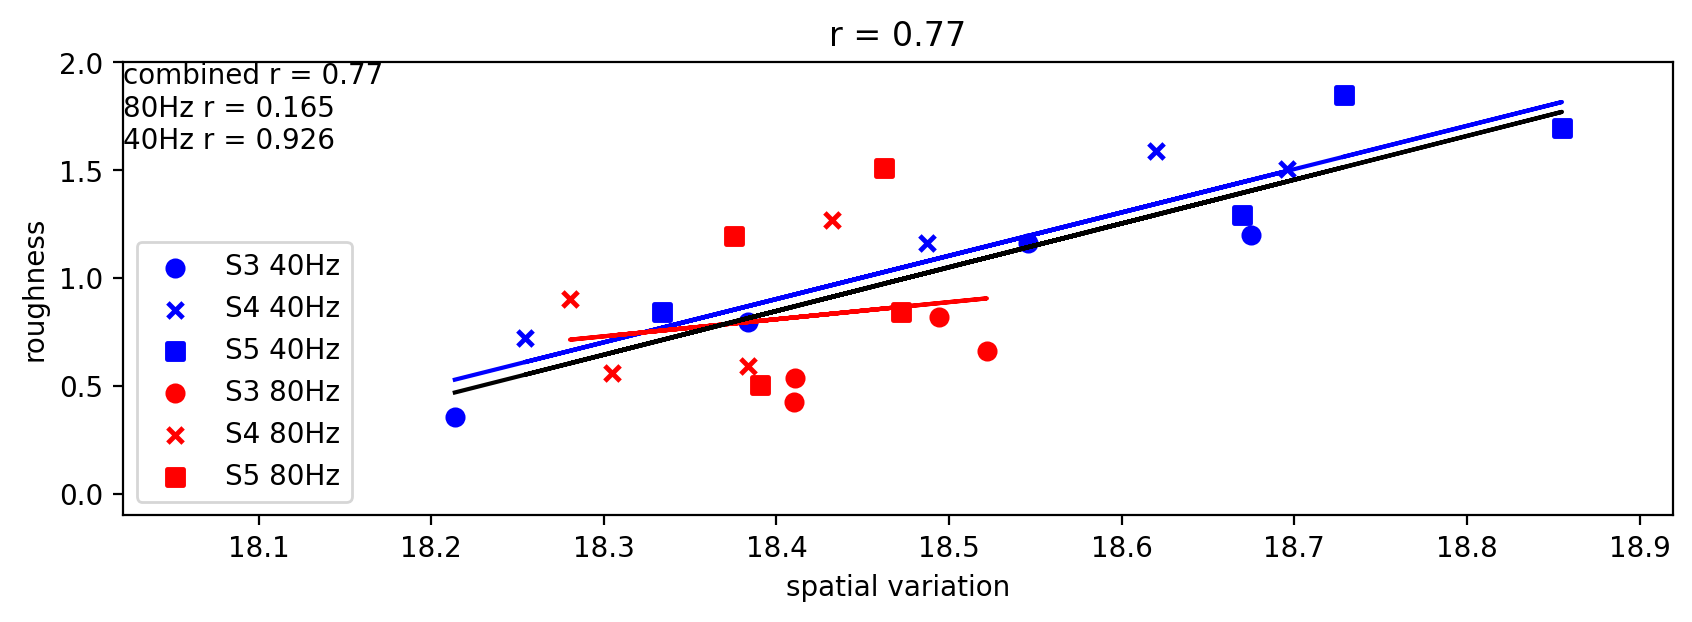 r = 0.77
combined r = 0.77
80Hz r = 0.165
40Hz r = 0.926
2.0
1.5
1.0
0.5
0.0
roughness
S3 40Hz
S4 40Hz
S5 40Hz
S3 80Hz
S4 80Hz
S5 80Hz
18.1 18.2 18.3 18.4 18.5 18.6 18.7 18.8 18.9
spatial variation